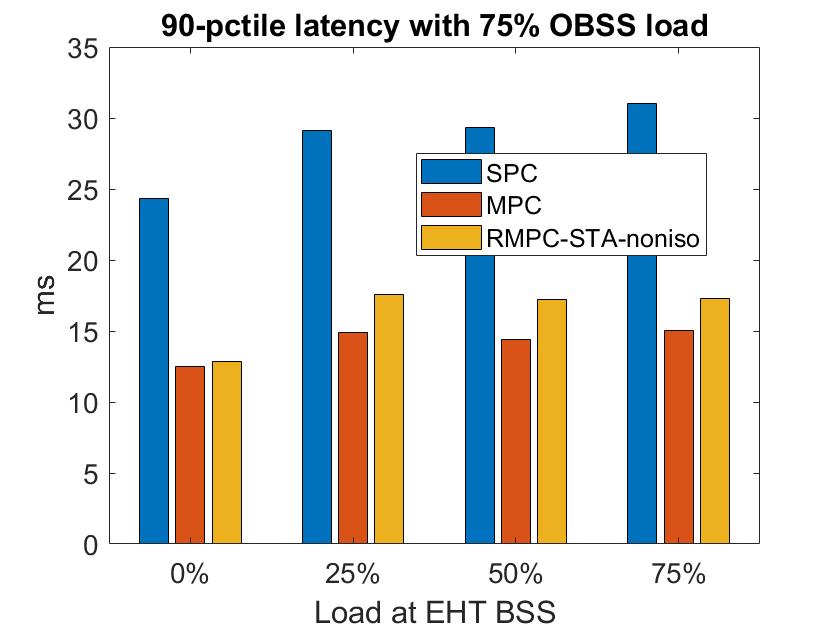 90-pctile latency with 75% OBSS load
35
30
25
20
15
10
5
0
ms
SPC
MPC
RMPC-STA-noniso
0% 25% 50% 75%
Load at EHT BSS